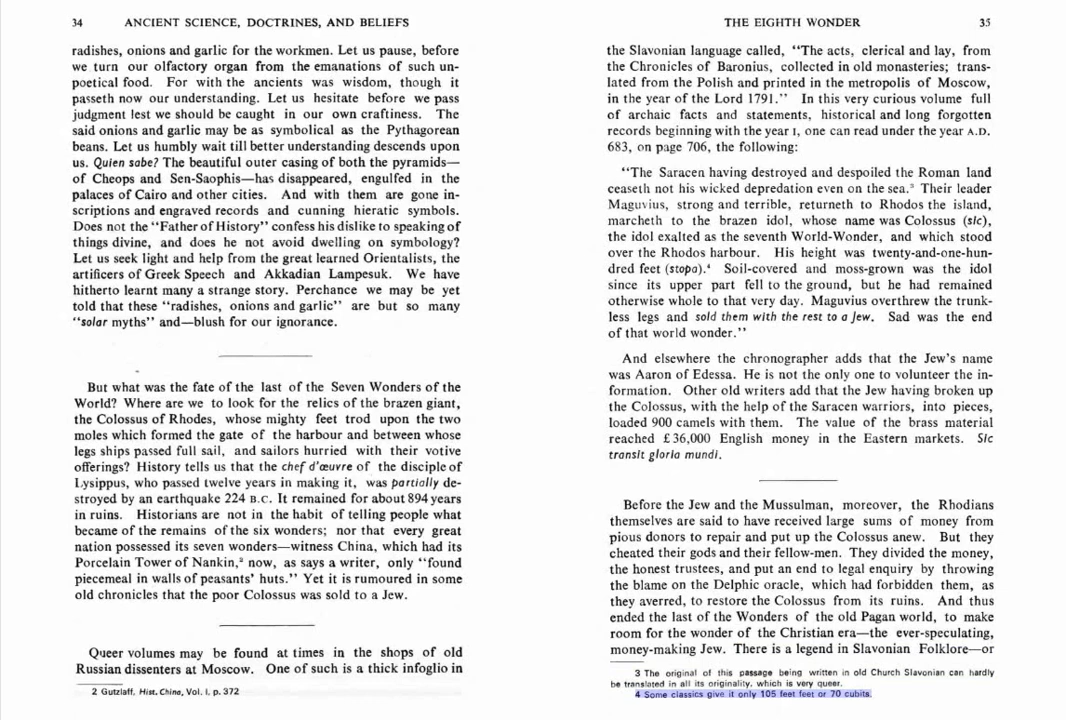 34 ANCIENT SCIENCE, DOCTRINES, AND BELIEFS
radishes, onions and garlic for the workmen. Let us pause, before
we turn our olfactory organ from the emanations of such un-
poetical food. For with the ancients was wisdom, though it
passeth now our understanding. Let us hesitate before we pass
judgment lest we should be caught in our own craftiness. The
said onions and garlic may be as symbolical as the Pythagorean
beans. Let us humbly wait till better understanding descends upon
us. Quien sabe? The beautiful outer casing of both the pyramids—
of Cheops and Sen-Saophis—has disappeared, engulfed in the
palaces of Cairo and other cities. And with them are gone in-
scriptions and engraved records and cunning hieratic symbols.
Does not the “Father of History” confess his dislike to speaking of
things divine, and does he not avoid dwelling on symbology?
Let us seek light and help from the great learned Orientalists, the
artificers of Greek Speech and Akkadian Lampesuk. We have
hitherto learnt many a strange story. Perchance we may be yet
told that these “radishes, onions and garlic” are but so many
“solar myths” and—blush for our ignorance.
But what was the fate of the last of the Seven Wonders of the
World? Where are we to look for the relics of the brazen giant,
the Colossus of Rhodes, whose mighty feet trod upon the two
moles which formed the gate of the harbour and between whose
legs ships passed full sail, and sailors hurried with their votive
offerings? History tells us that the chef d'œuvre of the disciple of
Lysippus, who passed twelve years in making it, was partially de-
stroyed by an earthquake 224 B.C. It remained for about 894 years
in ruins. Historians are not in the habit of telling people what
became of the remains of the six wonders; nor that every great
nation possessed its seven wonders—witness China, which had its
Porcelain Tower of Nankin,² now, as says a writer, only “found
piecemeal in walls of peasants' huts.” Yet it is rumoured in some
old chronicles that the poor Colossus was sold to a Jew.
Queer volumes may be found at times in the shops of old
Russian dissenters at Moscow. One of such is a thick infoglio in
2 Gutzlaff, Hist. China, Vol. I, p. 372
THE EIGHTH WONDER 35
the Slavonian language called, “The acts, clerical and lay, from
the Chronicles of Baronius, collected in old monasteries; trans-
lated from the Polish and printed in the metropolis of Moscow,
in the year of the Lord 1791.” In this very curious volume full
of archaic facts and statements, historical and long forgotten
records beginning with the year I, one can read under the year A.D.
683, on page 706, the following:
“The Saracen having destroyed and despoiled the Roman land
ceaseth not his wicked depredation even on the sea.³ Their leader
Maguvius, strong and terrible, returneth to Rhodos the island,
marcheth to the brazen idol, whose name was Colossus (sic),
the idol exalted as the seventh World-Wonder, and which stood
over the Rhodos harbour. His height was twenty-and-one-hun-
dred feet (stopa).⁴ Soil-covered and moss-grown was the idol
since its upper part fell to the ground, but he had remained
otherwise whole to that very day. Maguvius overthrew the trunk-
less legs and sold them with the rest to a Jew. Sad was the end
of that world wonder.”
And elsewhere the chronographer adds that the Jew's name
was Aaron of Edessa. He is not the only one to volunteer the in-
formation. Other old writers add that the Jew having broken up
the Colossus, with the help of the Saracen warriors, into pieces,
loaded 900 camels with them. The value of the brass material
reached £36,000 English money in the Eastern markets. Sic
transit gloria mundi.
Before the Jew and the Mussulman, moreover, the Rhodians
themselves are said to have received large sums of money from
pious donors to repair and put up the Colossus anew. But they
cheated their gods and their fellow-men. They divided the money,
the honest trustees, and put an end to legal enquiry by throwing
the blame on the Delphic oracle, which had forbidden them, as
they averred, to restore the Colossus from its ruins. And thus
ended the last of the Wonders of the old Pagan world, to make
room for the wonder of the Christian era—the ever-speculating,
money-making Jew. There is a legend in Slavonian Folklore—or
3 The original of this passage being written in old Church Slavonian can hardly
be translated in all its originality, which is very queer.
4 Some classics give it only 105 feet feet or 70 cubits.